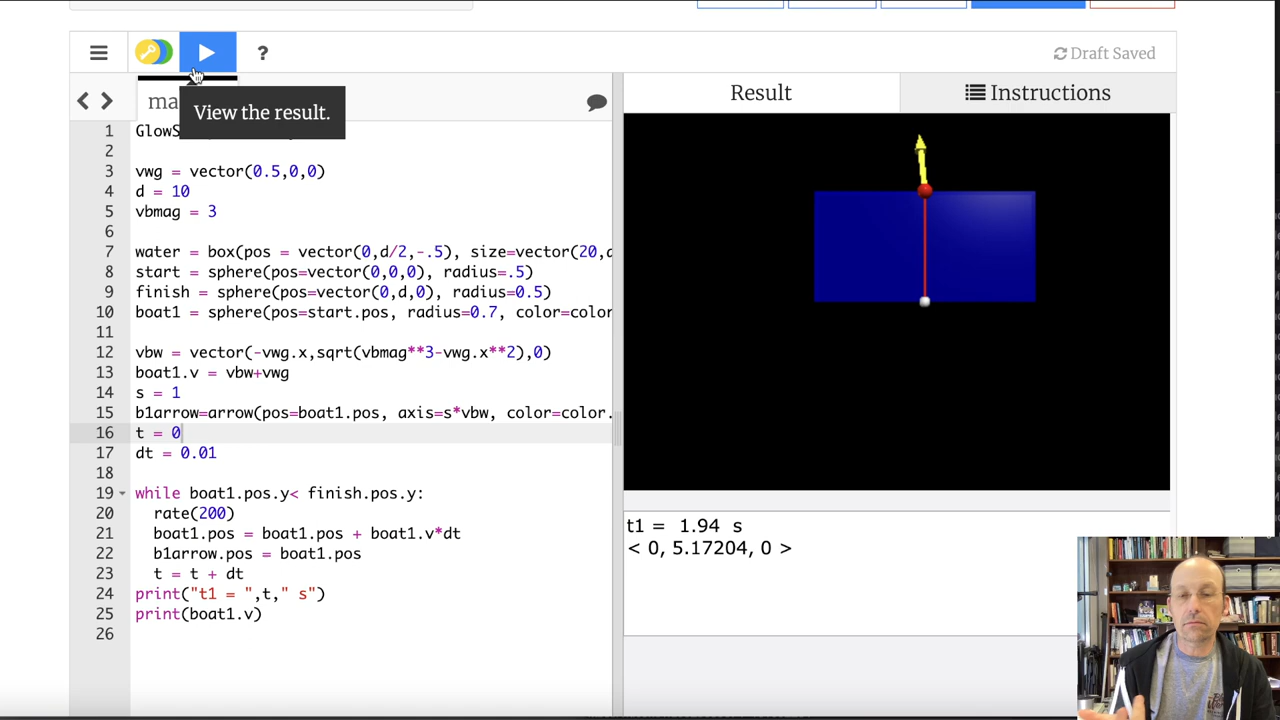 ?
Draft Saved
ma
View the result.
Result
Instructions
1 GlowS
2
3 vwg = vector(0.5,0,0)
4 d = 10
5 vbmag = 3
6
7 water = box(pos = vector(0,d/2,-.5), size=vector(20,d
8 start = sphere(pos=vector(0,0,0), radius=.5)
9 finish = sphere(pos=vector(0,d,0), radius=0.5)
10 boat1 = sphere(pos=start.pos, radius=0.7, color=color
11
12 vbw = vector(-vwg.x,sqrt(vbmag**3-vwg.x**2),0)
13 boat1.v = vbw+vwg
14 s = 1
15 b1arrow=arrow(pos=boat1.pos, axis=s*vbw, color=color.
16 t = 0
17 dt = 0.01
18
19 while boat1.pos.y< finish.pos.y:
20 rate(200)
21 boat1.pos = boat1.pos + boat1.v*dt
22 b1arrow.pos = boat1.pos
23 t = t + dt
24 print("t1 = ",t," s")
25 print(boat1.v)
26
t1 = 1.94 s
< 0, 5.17204, 0 >